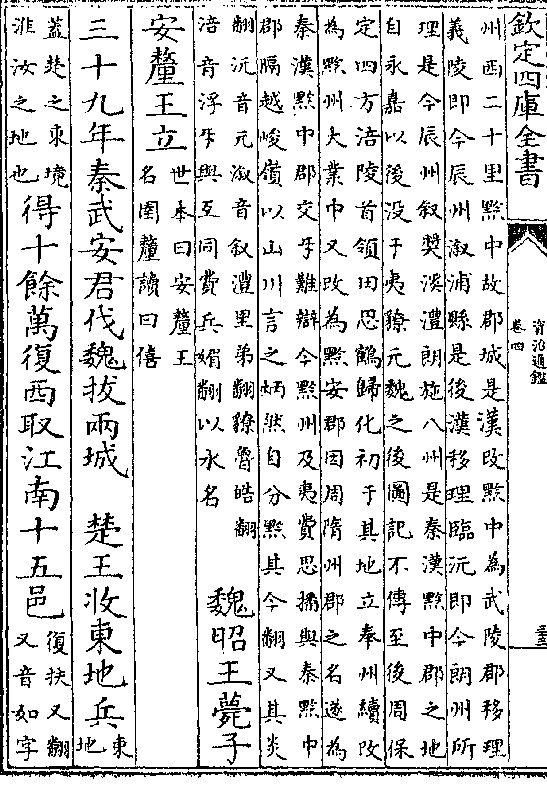 欽定四庫全書
資治通鑑
卷四
州西二十里黔中故郡城是漢改黔中為武陵郡移理
義陵即今辰州溆浦縣是後漢移理臨沅即今朗州所
理是今辰州叙奬溪澧朗施八州是秦漢黔中郡之地
自永嘉以後没于夷獠元魏之後圖記不傳至後周保
定四方涪陵首領田思鶴歸化初于其地立奉州續改
為黔州大業中又改為黔安郡因周隋州郡之名遂為
秦漢黔中郡交牙難辯今黔州及夷費思播與秦黔中
郡隔越峻嶺以山川言之炳然自分黔其今翻又其炎
翻沅音元溆音叙澧里弟翻獠魯皓翻
涪音浮牙與互同費兵媚翻以水名
魏昭王薨子
安釐王立
世本曰安釐王
名圉釐讀曰僖
三十九年秦武安君伐魏拔兩城　楚王收東地兵
東
地
蓋楚之東境
淮汝之地也
得十餘萬復西取江南十五邑
復扶又翻
又音如字